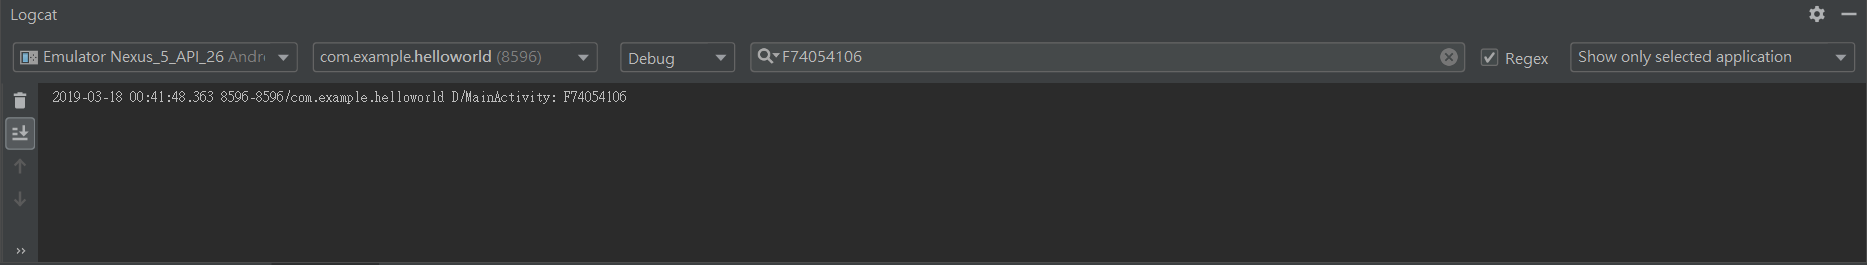 Logcat
Emulator Nexus_5_API_26 Andr com.example.helloworld (8596) Debug F74054106 Regex Show only selected application
2019-03-18 00:41:48.363 8596-8596/com.example.helloworld D/MainActivity: F74054106